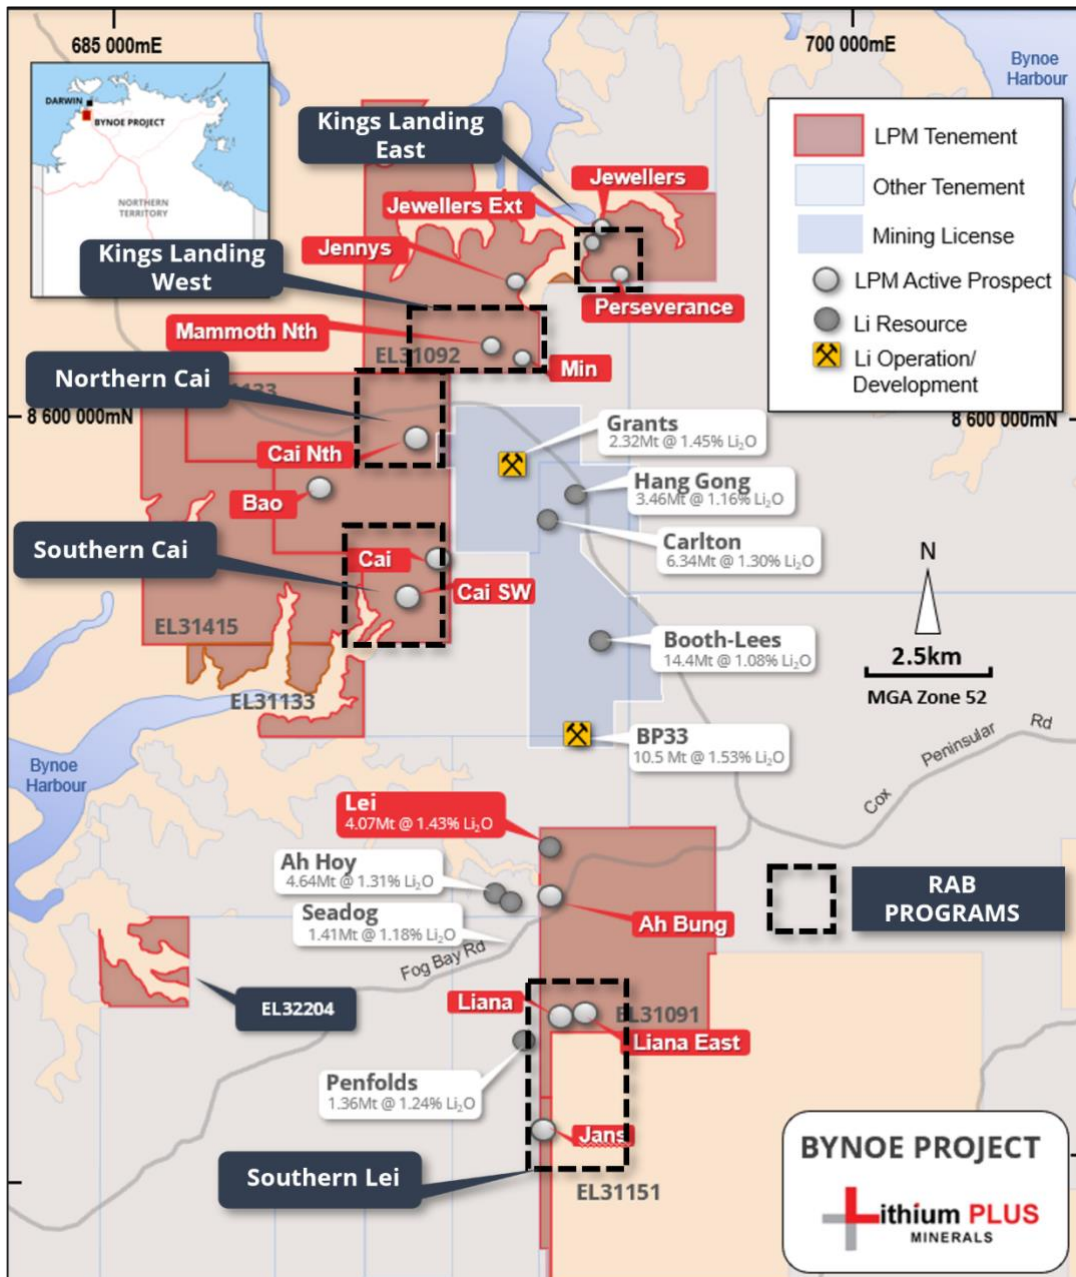 685 000mE
700 000mE
Bynoe
Harbour
DARWIN
BYNOE PROJECT
NORTHERN
TERRITORY
Kings Landing
East
LPM Tenement
Other Tenement
Mining License
LPM Active Prospect
Li Resource
Li Operation/
Development
Jewellers
Jewellers Ext
Jennys
Kings Landing
West
Perseverance
Mammoth Nth
EL31092
Min
Northern Cai
8 600 000mN
8 600 000mN
Cai Nth
Grants
2.32Mt @ 1.45% Li₂O
Bao
Hang Gong
3.46Mt @ 1.16% Li₂O
Southern Cai
Cai
Carlton
6.34Mt @ 1.30% Li₂O
Cai SW
N
EL31415
Booth-Lees
14.4Mt @ 1.08% Li₂O
2.5km
MGA Zone 52
EL31133
BP33
10.5 Mt @ 1.53% Li₂O
Cox Peninsular Rd
Bynoe
Harbour
Lei
4.07Mt @ 1.43% Li₂O
Ah Hoy
4.64Mt @ 1.31% Li₂O
RAB
PROGRAMS
Seadog
1.41Mt @ 1.18% Li₂O
Ah Bung
Fog Bay Rd
EL32204
Liana
EL31091
Liana East
Penfolds
1.36Mt @ 1.24% Li₂O
Jans
Southern Lei
EL31151
BYNOE PROJECT
Lithium PLUS
MINERALS